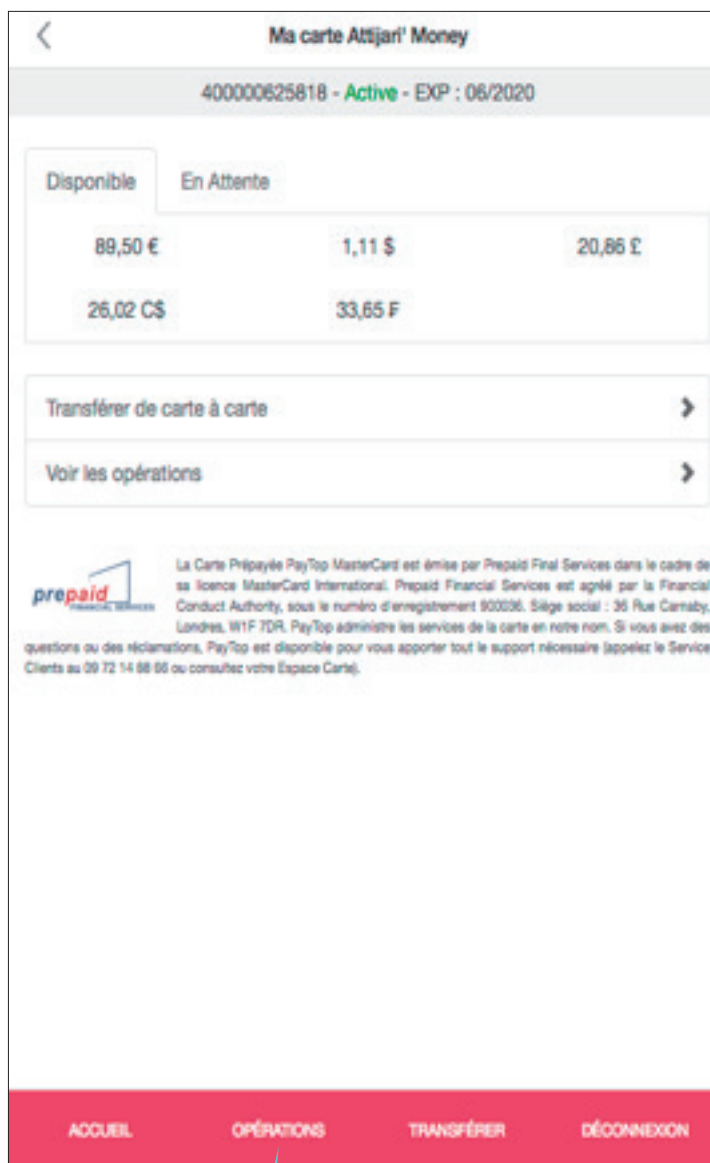 Ma carte Attijari' Money
400000625818 - Active - EXP : 06/2020
Disponible En Attente
89,50 € 1,11 $ 20,86 £
26,02 C$ 33,65 ₣
Transférer de carte à carte
Voir les opérations
prepaid
FINANCIAL SERVICES
La Carte Prépayée PayTop MasterCard est émise par Prepaid Final Services dans le cadre de
sa licence MasterCard International. Prepaid Financial Services est agréé par la Financial
Conduct Authority, sous le numéro d'enregistrement 900036. Siège social : 36 Rue Carnaby,
Londres, W1F 7DR. PayTop administre les services de la carte en notre nom. Si vous avez des
questions ou des réclamations, PayTop est disponible pour vous apporter tout le support nécessaire (appelez le Service
Clients au 09 72 14 88 66 ou consultez votre Espace Carte).
ACCUEIL OPÉRATIONS TRANSFÉRER DÉCONNEXION